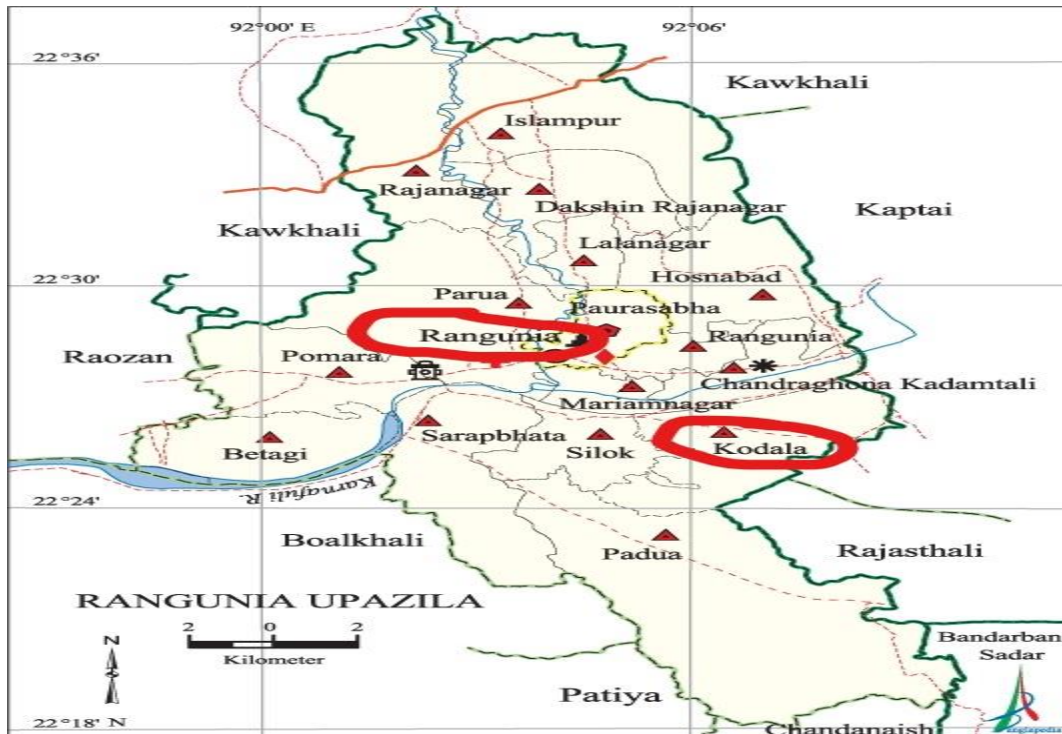 92°00' E
92°06'
22°36'
Kawkhali
Islampur
Rajanagar
Dakshin Rajanagar
Kaptai
Kawkhali
Lalanagar
Hosnabad
22°30'
Parua
Paurasabha
Rangunia
Rangunia
Raozan
Pomara
Chandraghona Kadamtali
Mariamnagar
Sarapbhata
Silok
Kodala
Betagi
Karnafuli R.
22°24'
Boalkhali
Padua
Rajasthali
RANGUNIA UPAZILA
2 0 2
Kilometer
N
N
Bandarban
Sadar
Patiya
22°18'
Chandanaish